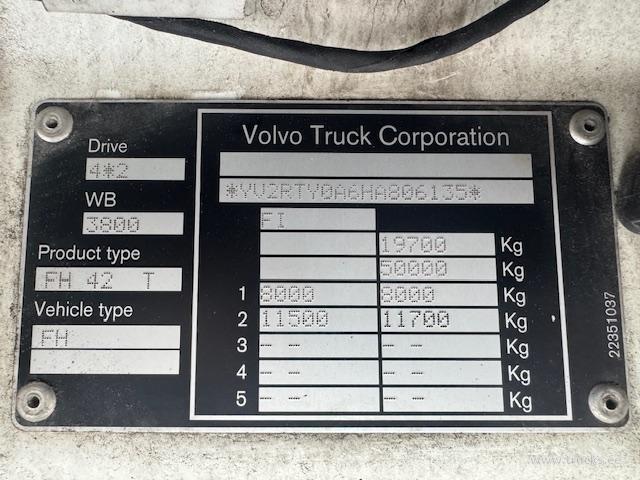 Volvo Truck Corporation
Drive
4*2
WB
3800
Product type
FH 42 T
Vehicle type
FH
*YV2RTY0A6HA806135*
FI
19700 Kg
50000 Kg
1 8000 8000 Kg
2 11500 11700 Kg
3 -- -- Kg
4 -- -- Kg
5 -- -- Kg
22351037